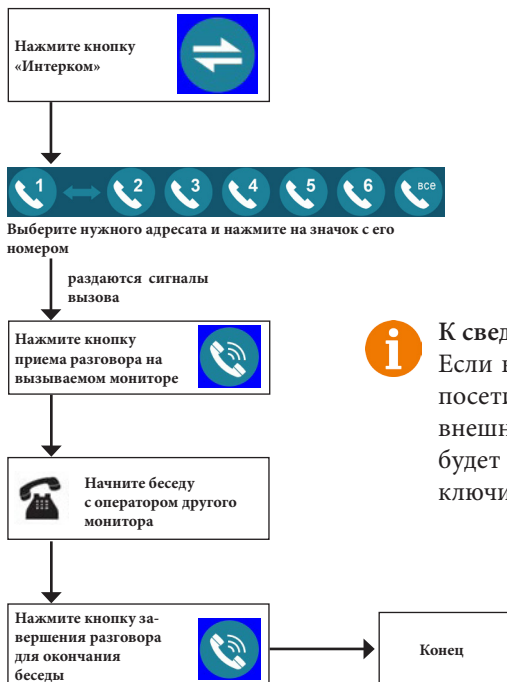 Нажмите кнопку
«Интерком»
1 2 3 4 5 6 все
Выберите нужного адресата и нажмите на значок с его
номером
раздаются сигналы
вызова
Нажмите кнопку
приема разговора на
вызываемом мониторе
К
Если
внешн
будет
ключи
Начните беседу
с оператором другого
монитора
Нажмите кнопку за-
вершения разговора
для окончания
беседы
Конец